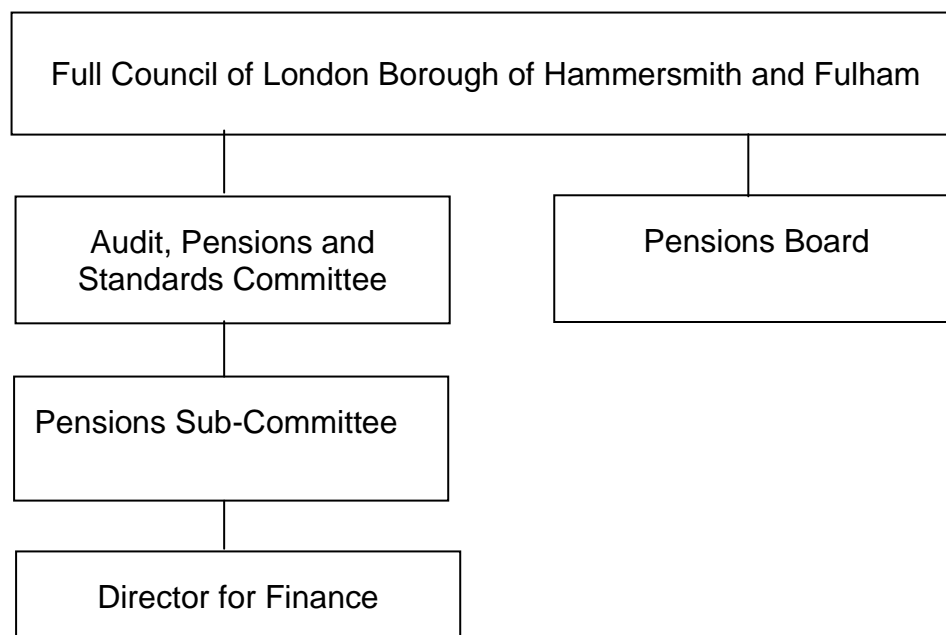 Full Council of London Borough of Hammersmith and Fulham
Audit, Pensions and
Standards Committee
Pensions Board
Pensions Sub-Committee
Director for Finance